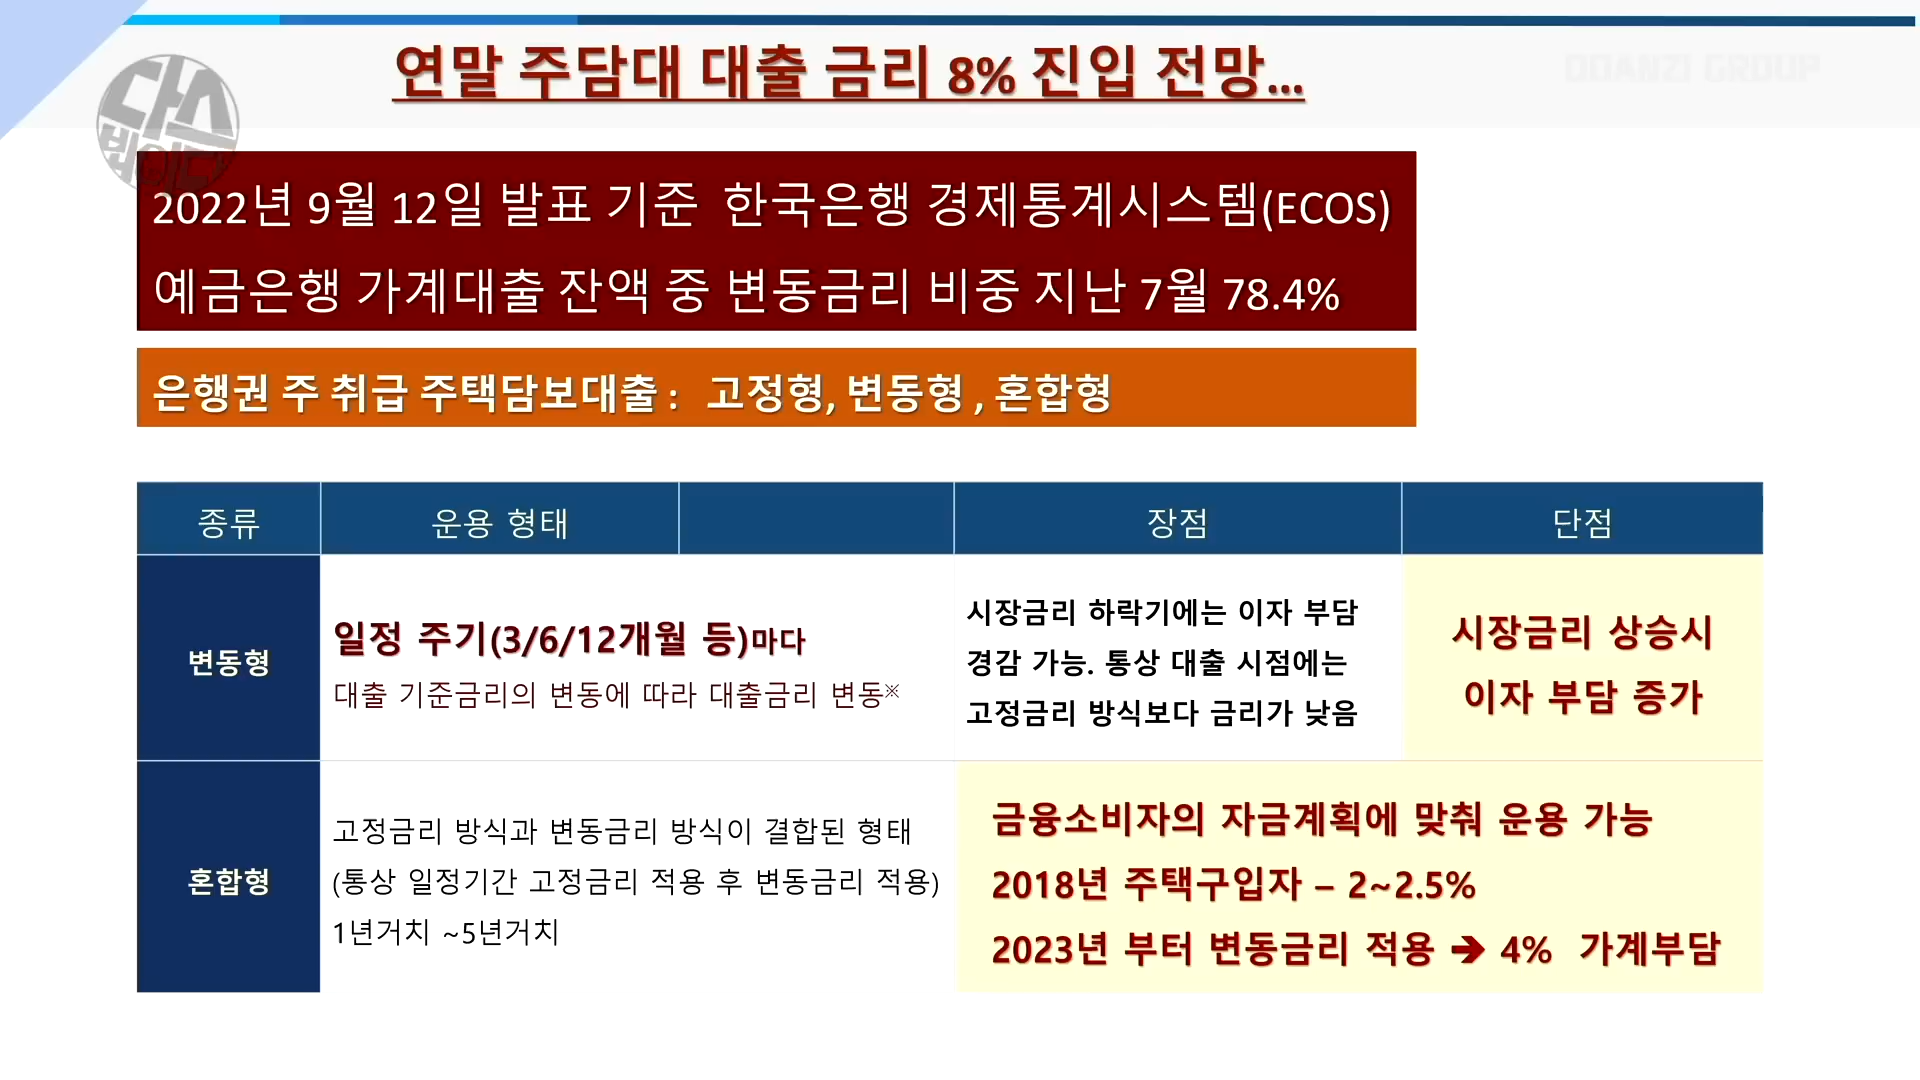 연말 주담대 대출 금리 8% 진입 전망...
DDANZI GROUP
다스
뵈이다
2022년 9월 12일 발표 기준 한국은행 경제통계시스템(ECOS)
예금은행 가계대출 잔액 중 변동금리 비중 지난 7월 78.4%
은행권 주 취급 주택담보대출 : 고정형, 변동형 , 혼합형
종류 운용 형태 장점 단점
변동형
일정 주기(3/6/12개월 등)마다
대출 기준금리의 변동에 따라 대출금리 변동※
시장금리 하락기에는 이자 부담
경감 가능. 통상 대출 시점에는
고정금리 방식보다 금리가 낮음
시장금리 상승시
이자 부담 증가
혼합형
고정금리 방식과 변동금리 방식이 결합된 형태
(통상 일정기간 고정금리 적용 후 변동금리 적용)
1년거치 ~5년거치
금융소비자의 자금계획에 맞춰 운용 가능
2018년 주택구입자 – 2~2.5%
2023년 부터 변동금리 적용 ➔ 4% 가계부담